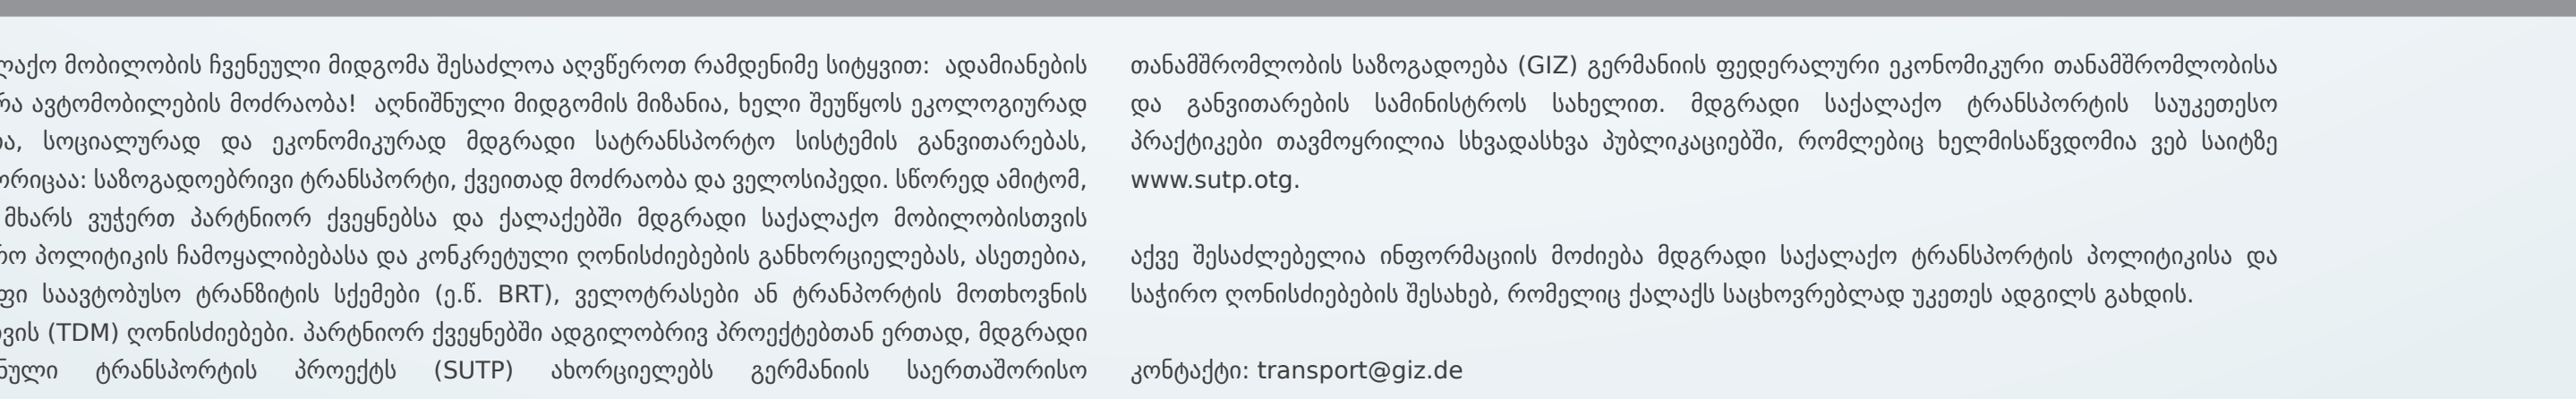 მობილობის ჩვენეული მიდგომა შესაძლოა აღვწეროთ რამდენიმე სიტყვით: ადამიანების
ავტომობილების მოძრაობა! აღნიშნული მიდგომის მიზანია, ხელი შეუწყოს ეკოლოგიურად
სოციალურად და ეკონომიკურად მდგრადი სატრანსპორტო სისტემის განვითარებას,
საზოგადოებრივი ტრანსპორტი, ქვეითად მოძრაობა და ველოსიპედი. სწორედ ამიტომ,
მხარს ვუჭერთ პარტნიორ ქვეყნებსა და ქალაქებში მდგრადი საქალაქო მობილობისთვის
პოლიტიკის ჩამოყალიბებასა და კონკრეტული ღონისძიებების განხორციელებას, ასეთებია,
საავტობუსო ტრანზიტის სქემები (ე.წ. BRT), ველოტრასები ან ტრანპორტის მოთხოვნის
(TDM) ღონისძიებები. პარტნიორ ქვეყნებში ადგილობრივ პროექტებთან ერთად, მდგრადი
ტრანსპორტის პროექტს (SUTP) ახორციელებს გერმანიის საერთაშორისო
თანამშრომლობის საზოგადოება (GIZ) გერმანიის ფედერალური ეკონომიკური თანამშრომლობისა
და განვითარების სამინისტროს სახელით. მდგრადი საქალაქო ტრანსპორტის საუკეთესო
პრაქტიკები თავმოყრილია სხვადასხვა პუბლიკაციებში, რომლებიც ხელმისაწვდომია ვებ საიტზე
www.sutp.otg.
აქვე შესაძლებელია ინფორმაციის მოძიება მდგრადი საქალაქო ტრანსპორტის პოლიტიკისა და
საჭირო ღონისძიებების შესახებ, რომელიც ქალაქს საცხოვრებლად უკეთეს ადგილს გახდის.
კონტაქტი: transport@giz.de